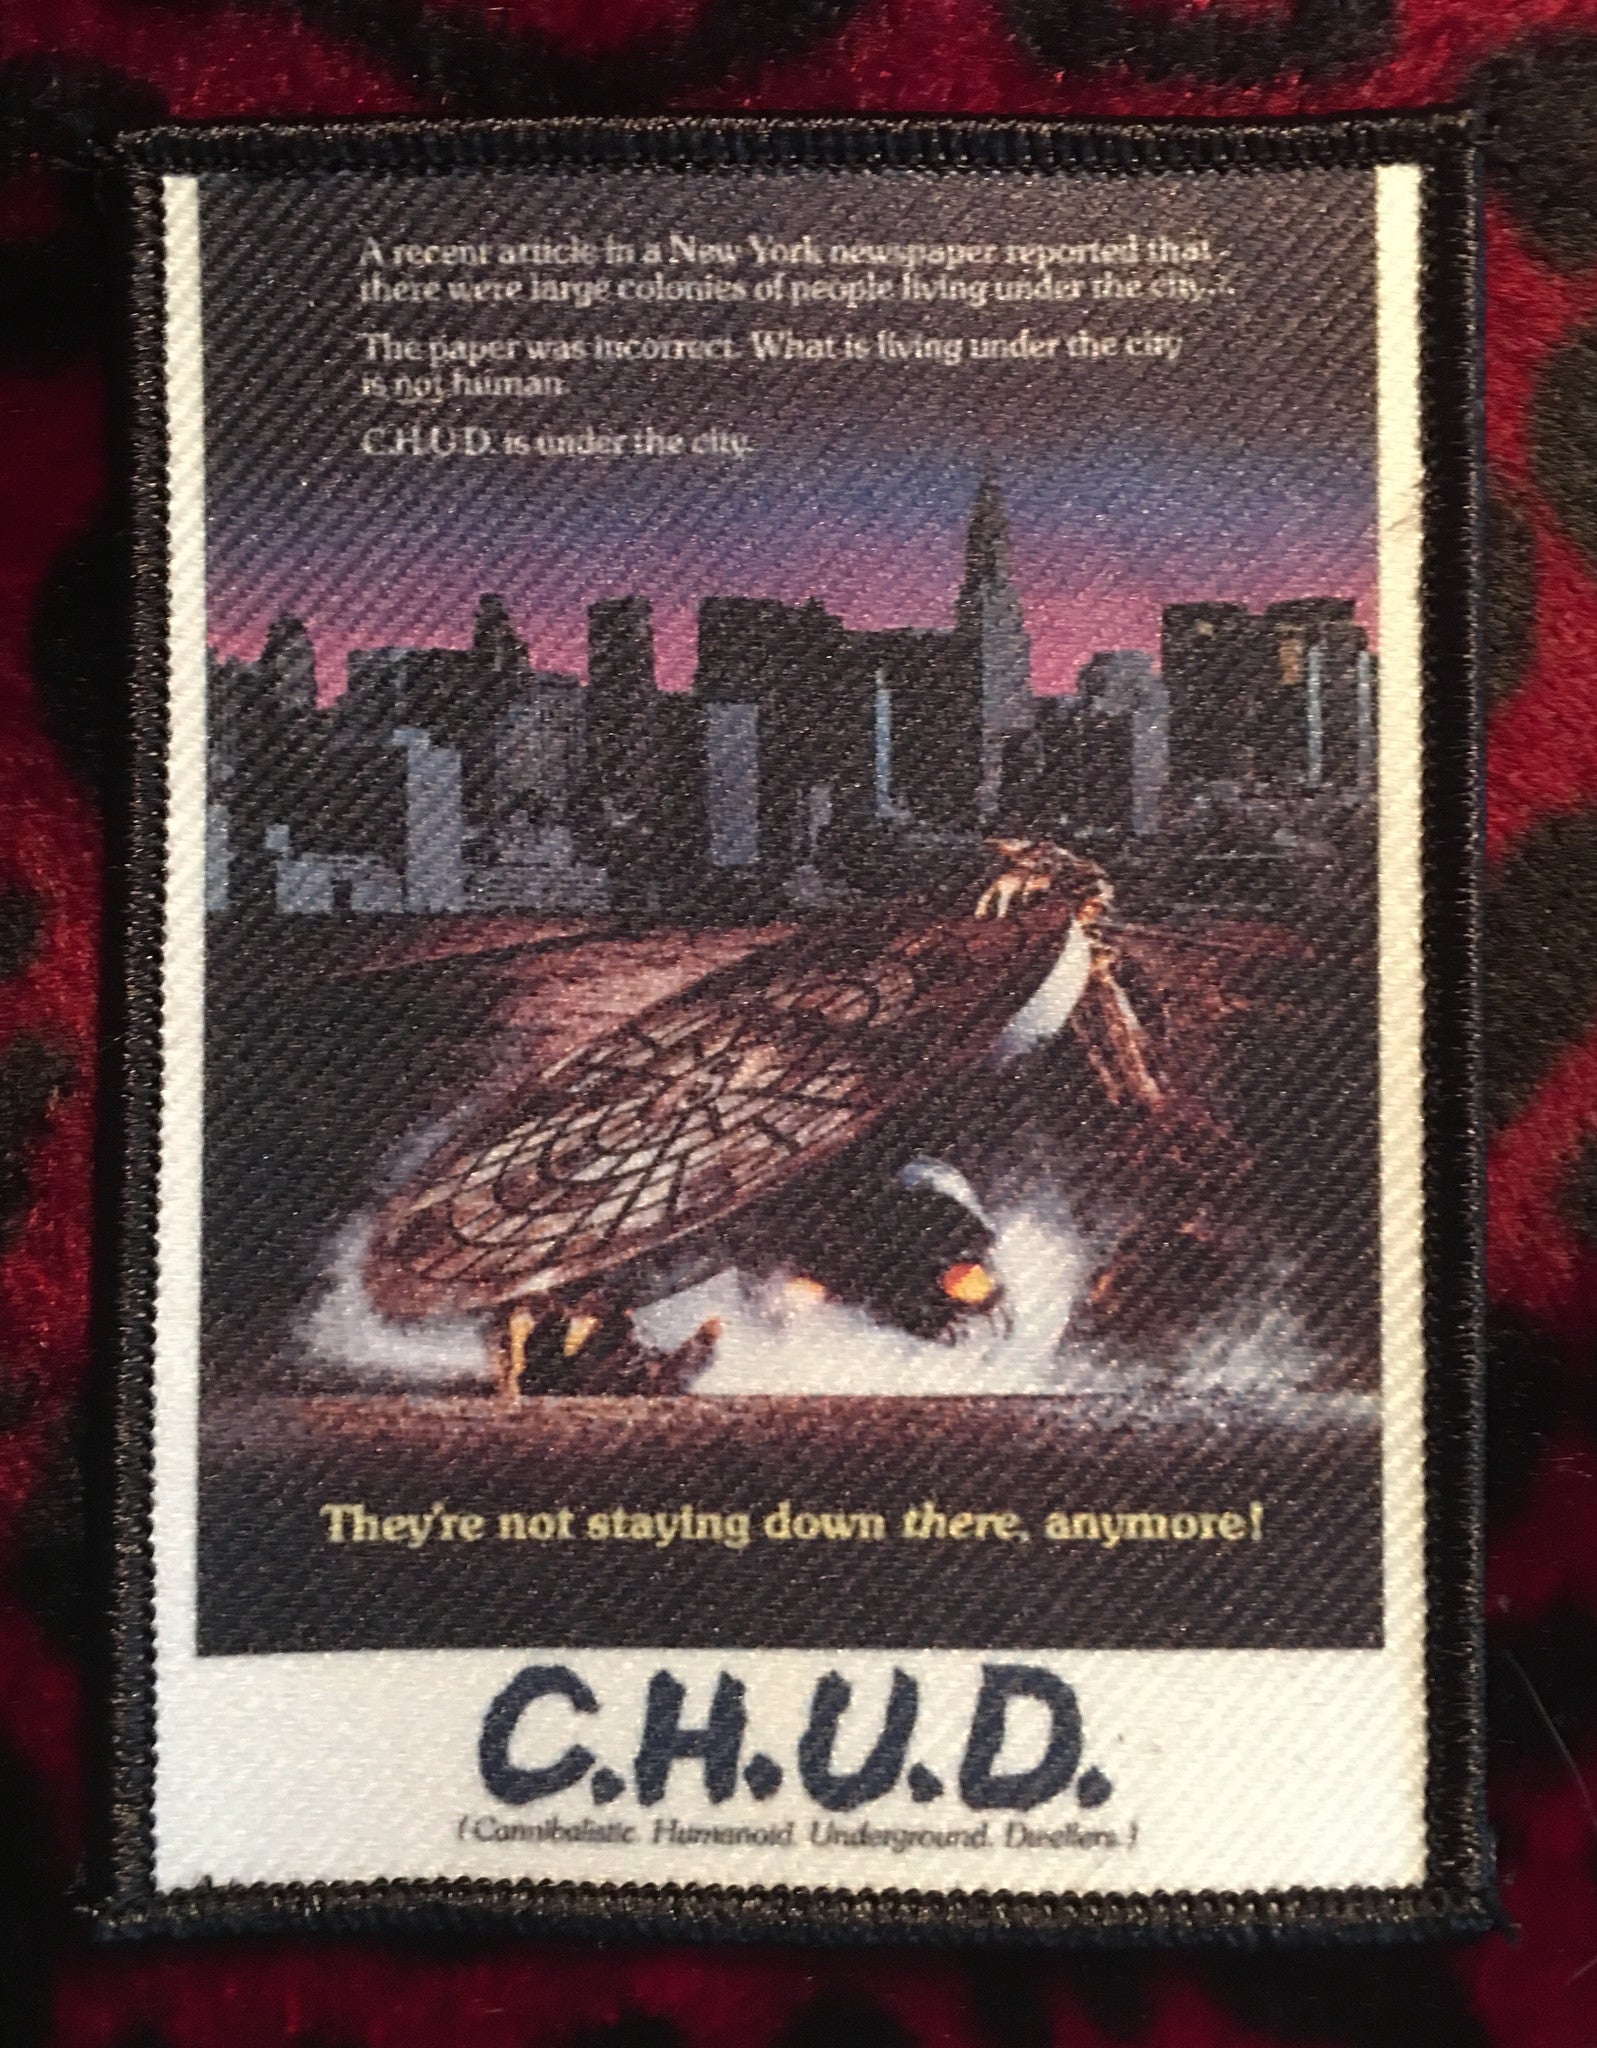 A recent article in a New York newspaper reported that
there were large colonies of people living under the city...
The paper was incorrect. What is living under the city
is not human.
C.H.U.D. is under the city.
They're not staying down there, anymore!
C.H.U.D.
(Cannibalistic. Humanoid. Underground. Dwellers.)